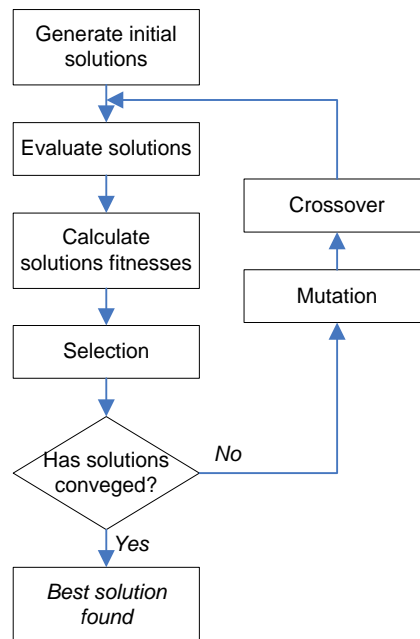 Generate initial
solutions
Evaluate solutions
Calculate
solutions fitnesses
Selection
Has solutions
conveged?
No
Mutation
Crossover
Yes
Best solution
found